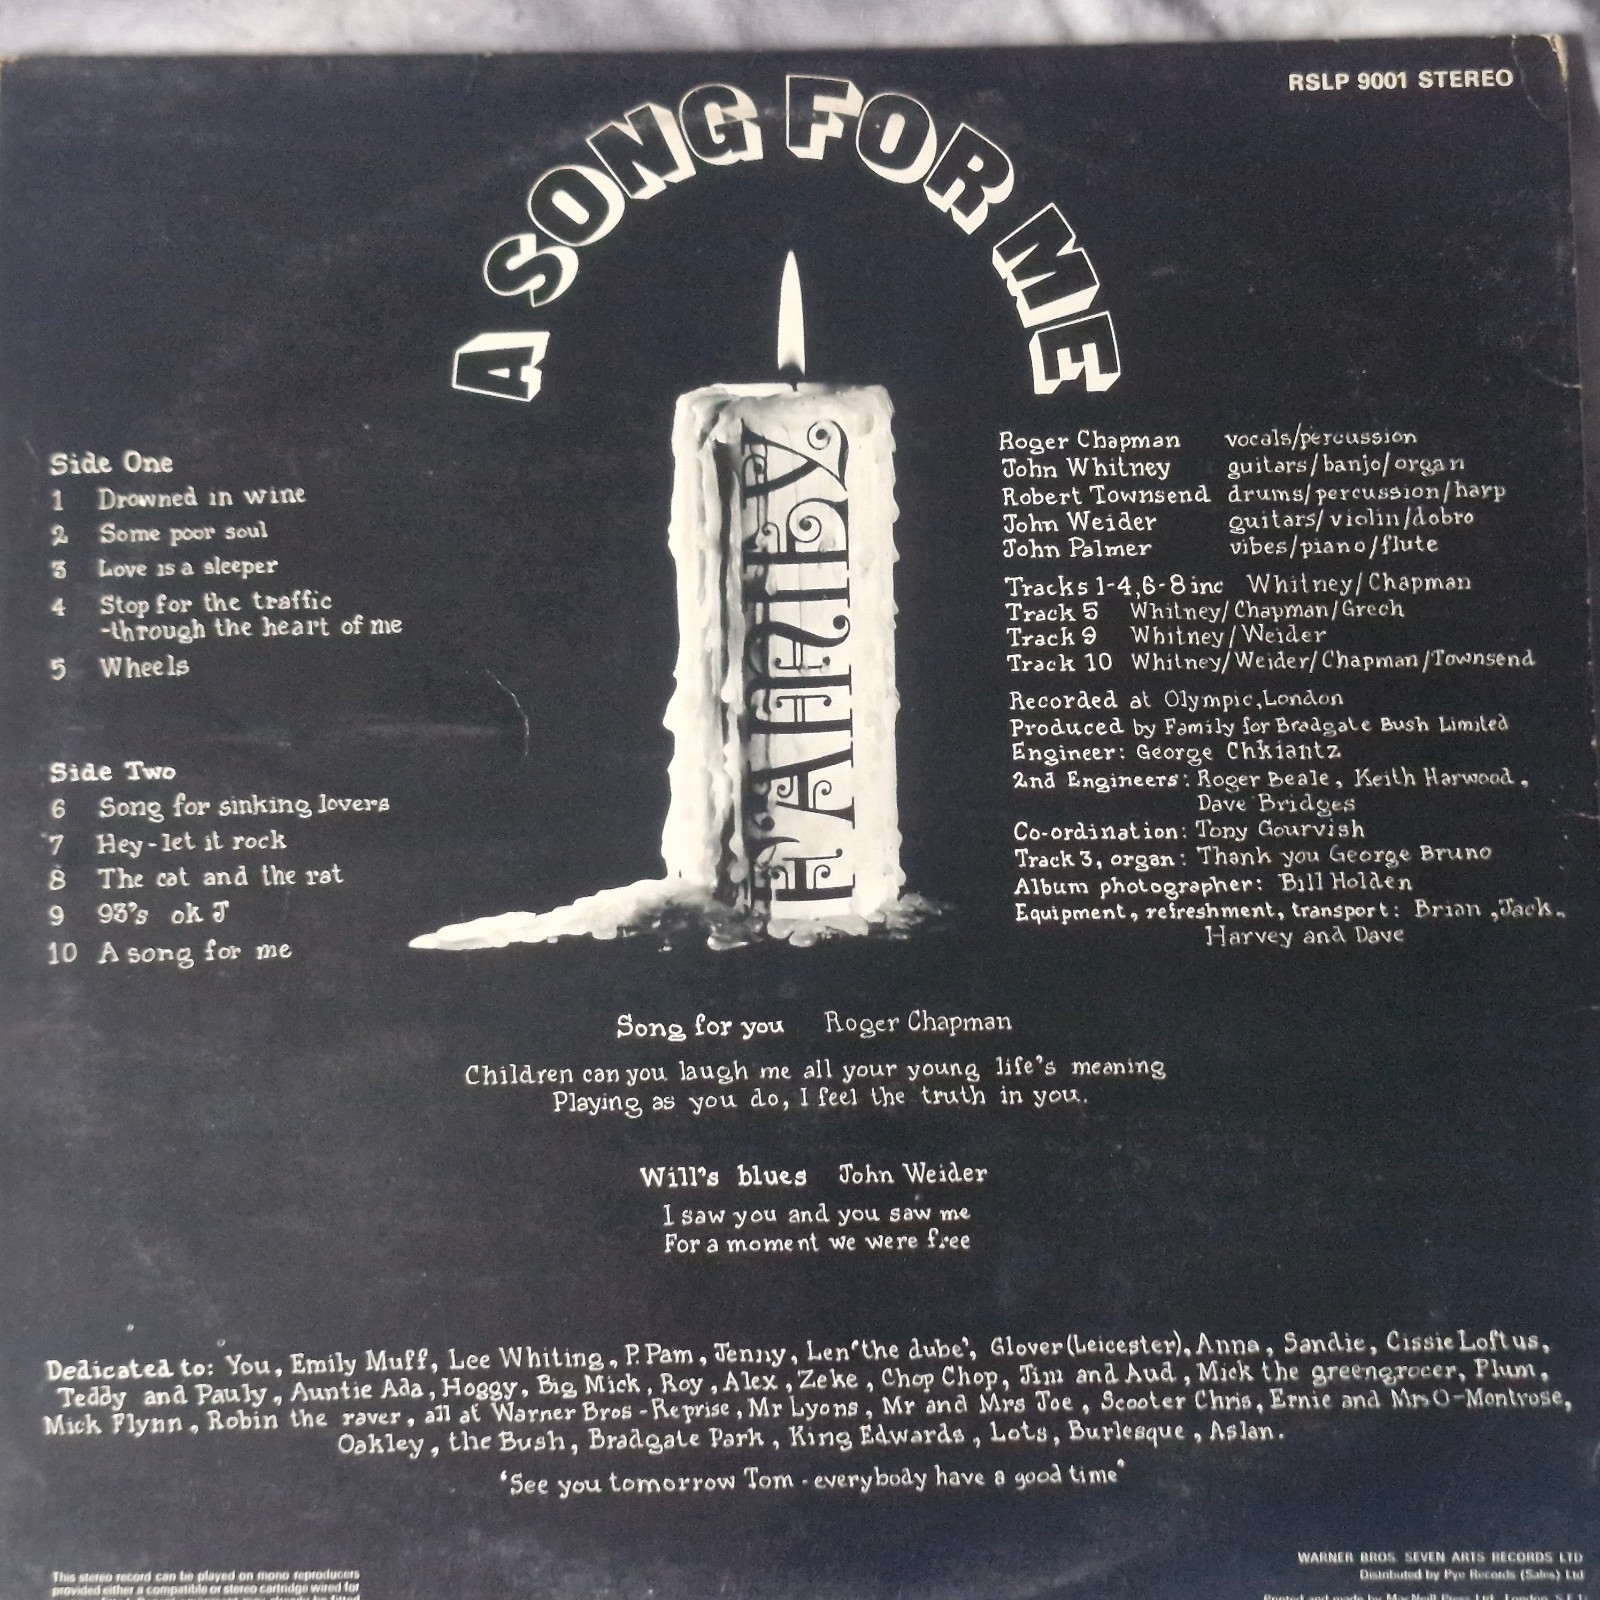 RSLP 9001 STEREO
A SONG FOR ME
FAMILY
Side One
1 Drowned in wine
2 Some poor soul
3 Love is a sleeper
4 Stop for the traffic
-through the heart of me
5 Wheels
Side Two
6 Song for sinking lovers
7 Hey-let it rock
8 The cat and the rat
9 93's ok J
10 A song for me
Roger Chapman vocals/percussion
John Whitney guitars/banjo/organ
Robert Townsend drums/percussion/harp
John Weider guitars/violin/dobro
John Palmer vibes/piano/flute
Tracks 1-4,6-8 inc Whitney/Chapman
Track 5 Whitney/Chapman/Grech
Track 9 Whitney/Weider
Track 10 Whitney/Weider/Chapman/Townsend
Recorded at Olympic, London
Produced by Family for Bradgate Bush Limited
Engineer: George Chkiantz
2nd Engineers: Roger Beale, Keith Harwood,
Dave Bridges
Co-ordination: Tony Gourvish
Track 3, organ: Thank you George Bruno
Album photographer: Bill Holden
Equipment, refreshment, transport: Brian, Jack,
Harvey and Dave
Song for you Roger Chapman
Children can you laugh me all your young life's meaning
Playing as you do, I feel the truth in you.
Will's blues John Weider
I saw you and you saw me
For a moment we were free
Dedicated to: You, Emily Muff, Lee Whiting, P. Pam, Jenny, Len 'the dube', Glover (Leicester), Anna, Sandie, Cissie Loftus,
Teddy and Pauly, Auntie Ada, Hoggy, Big Mick, Roy, Alex, Zeke, Chop Chop, Jim and Aud, Mick the greengrocer, Plum,
Mick Flynn, Robin the raver, all at Warner Bros-Reprise, Mr Lyons, Mr and Mrs Joe, Scooter Chris, Ernie and Mrs O-Montrose,
Oakley, the Bush, Bradgate Park, King Edwards, Lots, Burlesque, Aslan.
'See you tomorrow Tom - everybody have a good time'
This stereo record can be played on mono reproducers
provided either a compatible or stereo cartridge wired for
WARNER BROS. SEVEN ARTS RECORDS LTD
Distributed by Pye Records (Sales) Ltd
Printed and made by MacNeill Press Ltd., London, S.E.1.